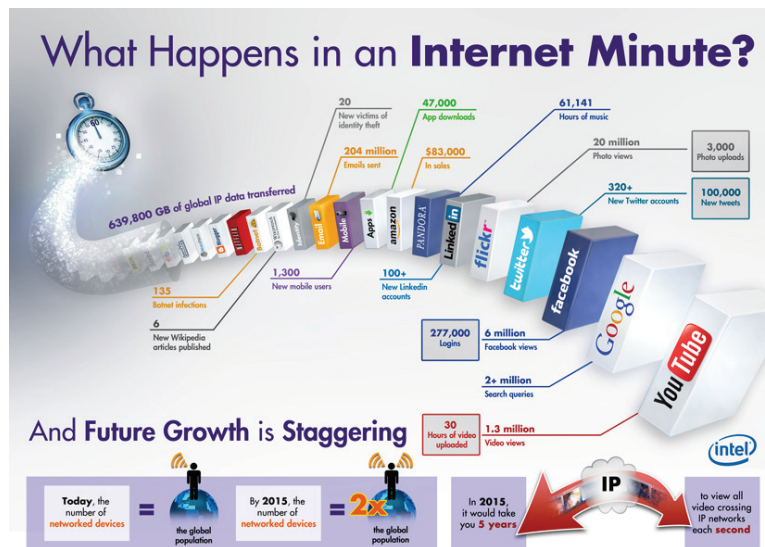 What Happens in an Internet Minute?
20
New victims of
identity theft
47,000
App downloads
61,141
Hours of music
204 million
Emails sent
$83,000
In sales
20 million
Photo views
3,000
Photo uploads
320+
New Twitter accounts
100,000
New tweets
639,800 GB of global IP data transferred
Botnet
Wikipedia
Identity
Email
Mobile
Apps
amazon
PANDORA
Linked in
flickr
twitter
facebook
Google
You Tube
135
Botnet infections
6
New Wikipedia
articles published
1,300
New mobile users
100+
New Linkedin
accounts
277,000
Logins
6 million
Facebook views
2+ million
Search queries
30
Hours of video
uploaded
1.3 million
Video views
And Future Growth is Staggering
intel
Today, the
number of
networked devices
=
the global
population
By 2015, the
number of
networked devices
=
2x
the global
population
In 2015,
it would take
you 5 years
IP
to view all
video crossing
IP networks
each second